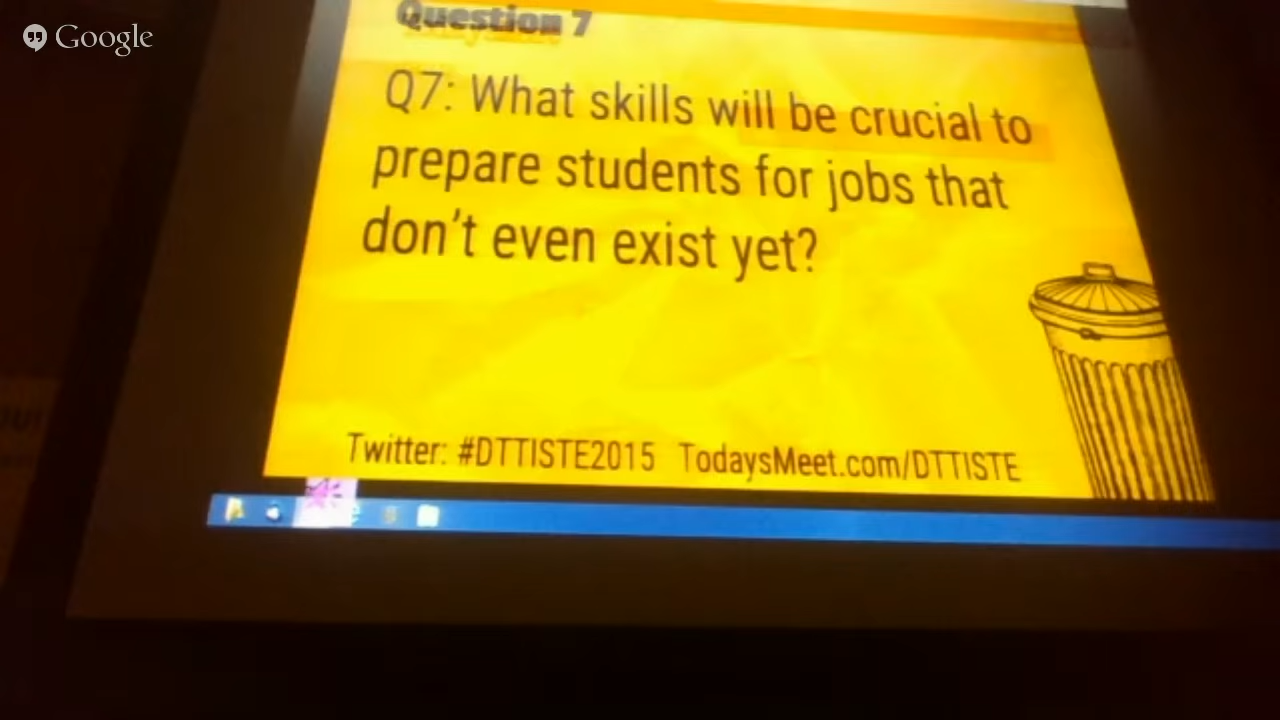 Google
Question 7
Q7: What skills will be crucial to
prepare students for jobs that
don't even exist yet?
Twitter: #DTTISTE2015 TodaysMeet.com/DTTISTE